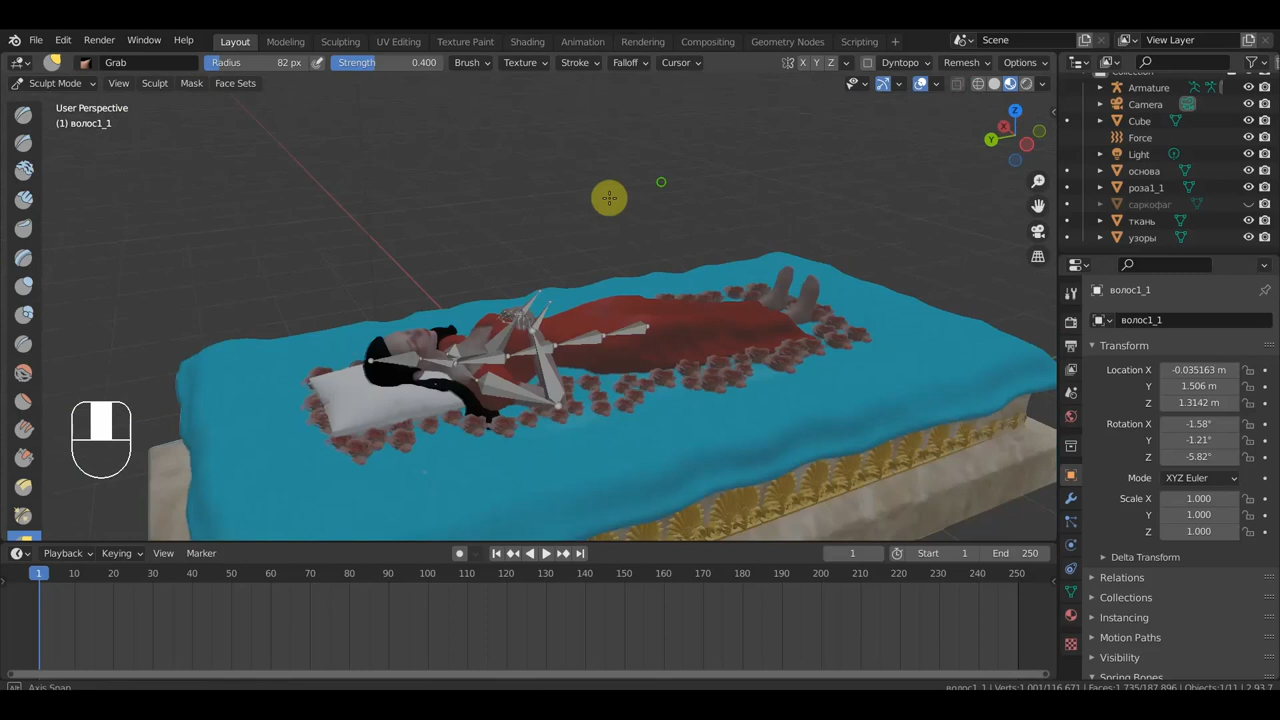 File Edit Render Window Help Layout Modeling Sculpting UV Editing Texture Paint Shading Animation Rendering Compositing Geometry Nodes Scripting + Scene View Layer
Grab Radius 82 px Strength 0.400 Brush Texture Stroke Falloff Cursor X Y Z Dyntopo Remesh Options
Sculpt Mode View Sculpt Mask Face Sets
User Perspective
(1) волос1_1
Z
X
Y
Armature
Camera
Cube
Force
Light
основа
роза1_1
саркофаг
ткань
узоры
волос1_1
волос1_1
Transform
Location X -0.035163 m
Y 1.506 m
Z 1.3142 m
Rotation X -1.58°
Y -1.21°
Z -5.82°
Mode XYZ Euler
Scale X 1.000
Y 1.000
Z 1.000
Delta Transform
Relations
Collections
Instancing
Motion Paths
Visibility
Spring Bones
Playback Keying View Marker 1 Start 1 End 250
1 10 20 30 40 50 60 70 80 90 100 110 120 130 140 150 160 170 180 190 200 210 220 230 240 250
Axis Snap